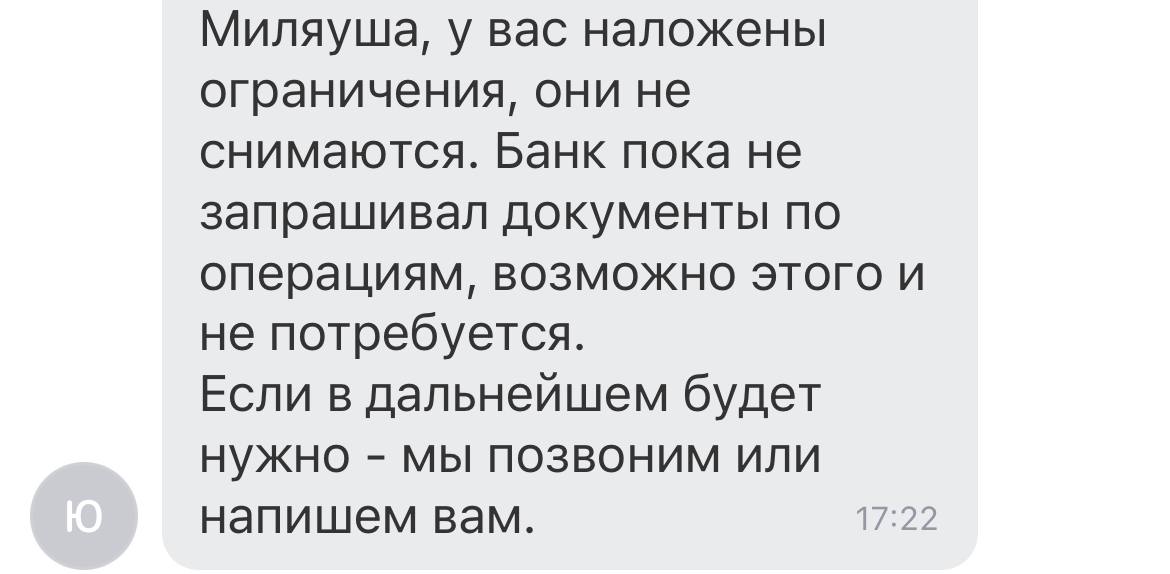 Миляуша, у вас наложены
ограничения, они не
снимаются. Банк пока не
запрашивал документы по
операциям, возможно этого и
не потребуется.
Если в дальнейшем будет
нужно - мы позвоним или
напишем вам.
17:22
Ю